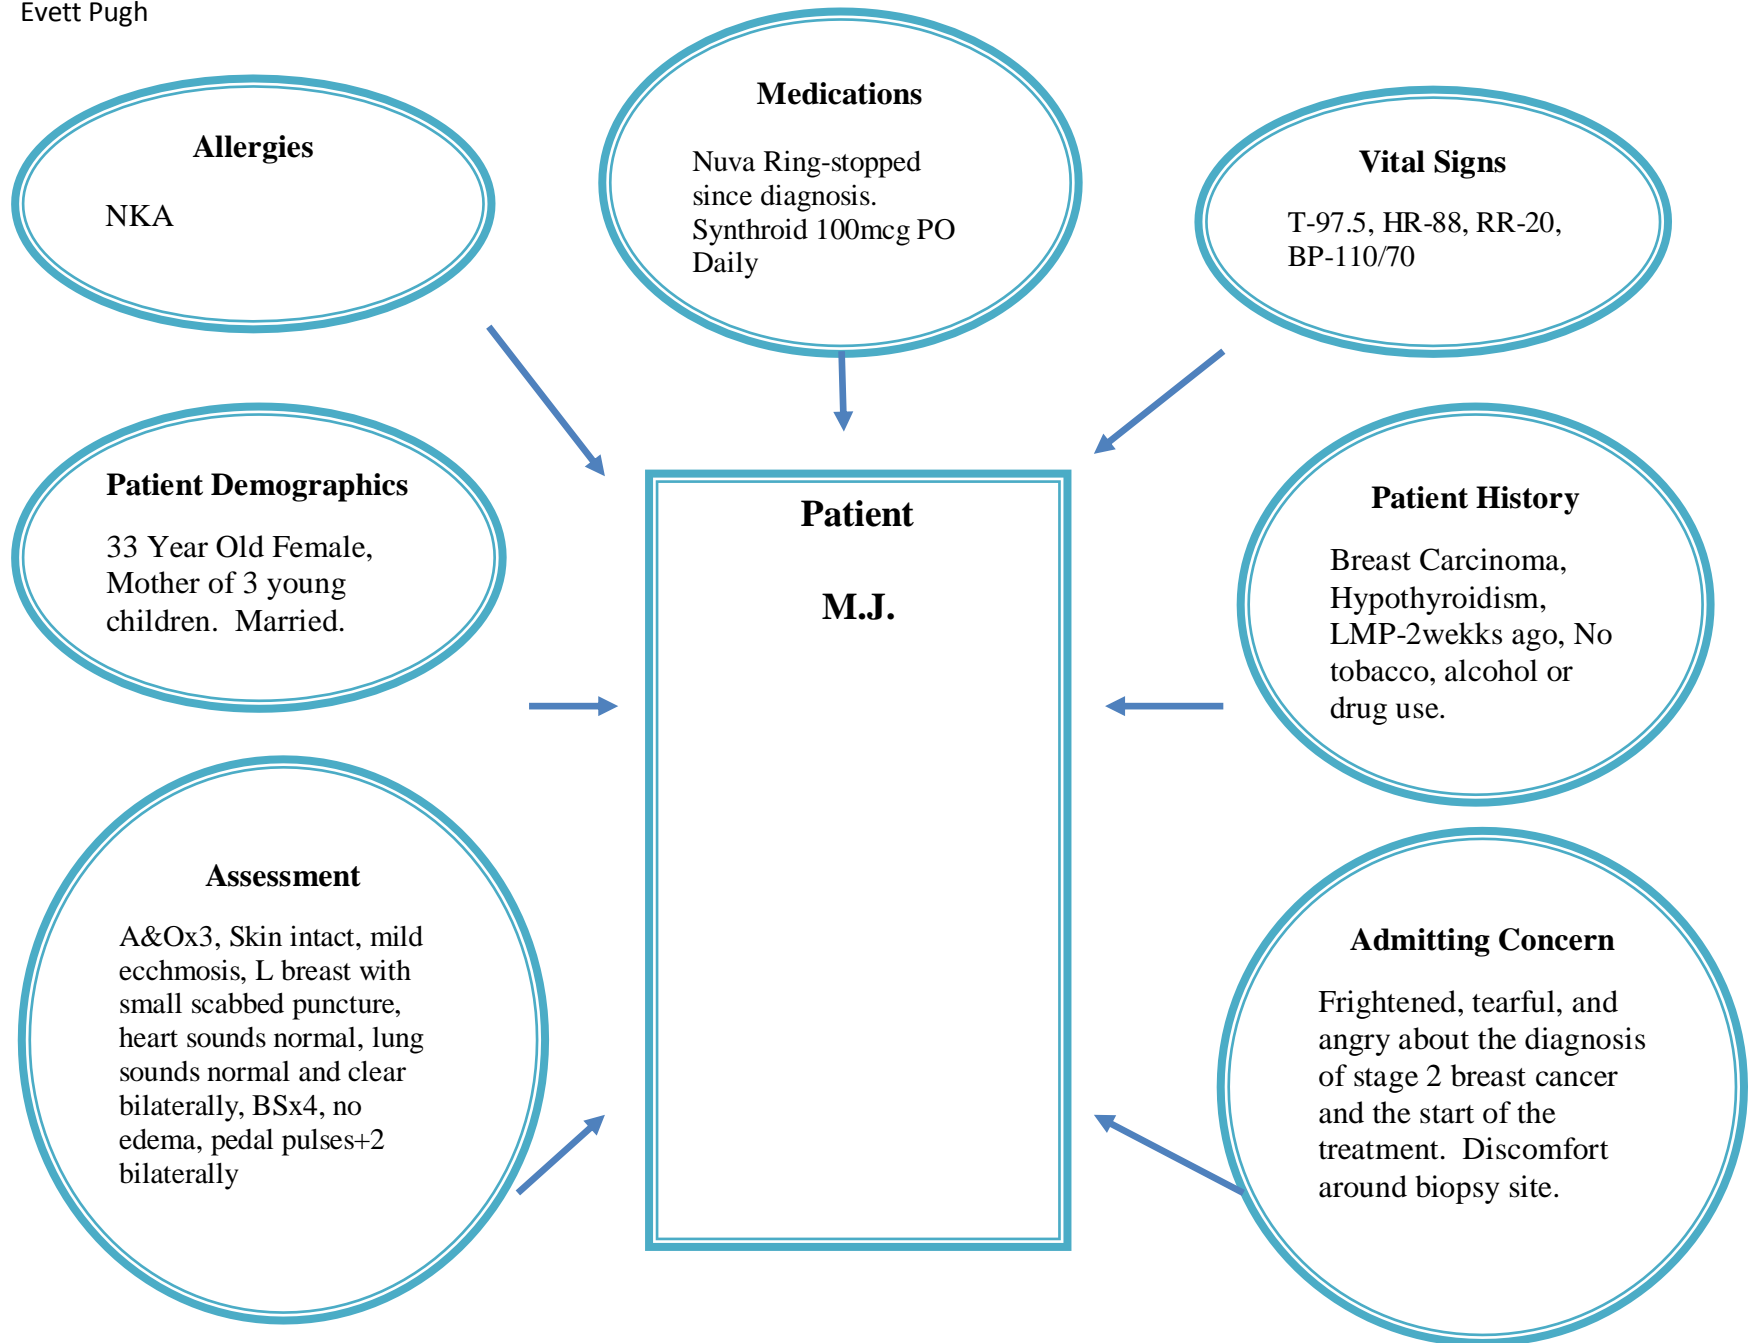 Evett Pugh
Allergies
NKA
Medications
Nuva Ring-stopped
since diagnosis.
Synthroid 100mcg PO
Daily
Vital Signs
T-97.5, HR-88, RR-20,
BP-110/70
Patient Demographics
33 Year Old Female,
Mother of 3 young
children.  Married.
Patient
M.J.
Patient History
Breast Carcinoma,
Hypothyroidism,
LMP-2wekks ago, No
tobacco, alcohol or
drug use.
Assessment
A&Ox3, Skin intact, mild
ecchmosis, L breast with
small scabbed puncture,
heart sounds normal, lung
sounds normal and clear
bilaterally, BSx4, no
edema, pedal pulses+2
bilaterally
Admitting Concern
Frightened, tearful, and
angry about the diagnosis
of stage 2 breast cancer
and the start of the
treatment.  Discomfort
around biopsy site.